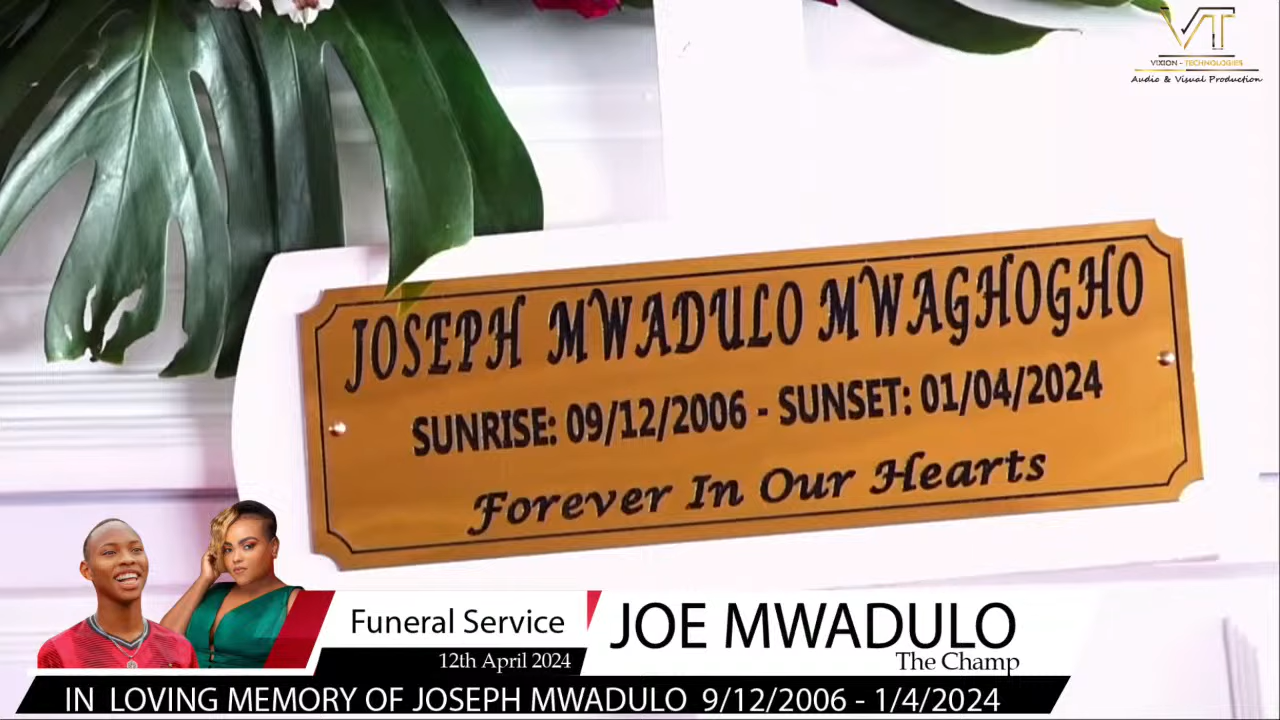 VT
VIXION - TECHNOLOGIES
Audio & Visual Production
JOSEPH MWADULO MWAGHOGHO
SUNRISE: 09/12/2006 - SUNSET: 01/04/2024
Forever In Our Hearts
Funeral Service
12th April 2024
JOE MWADULO
The Champ
IN LOVING MEMORY OF JOSEPH MWADULO 9/12/2006 - 1/4/2024